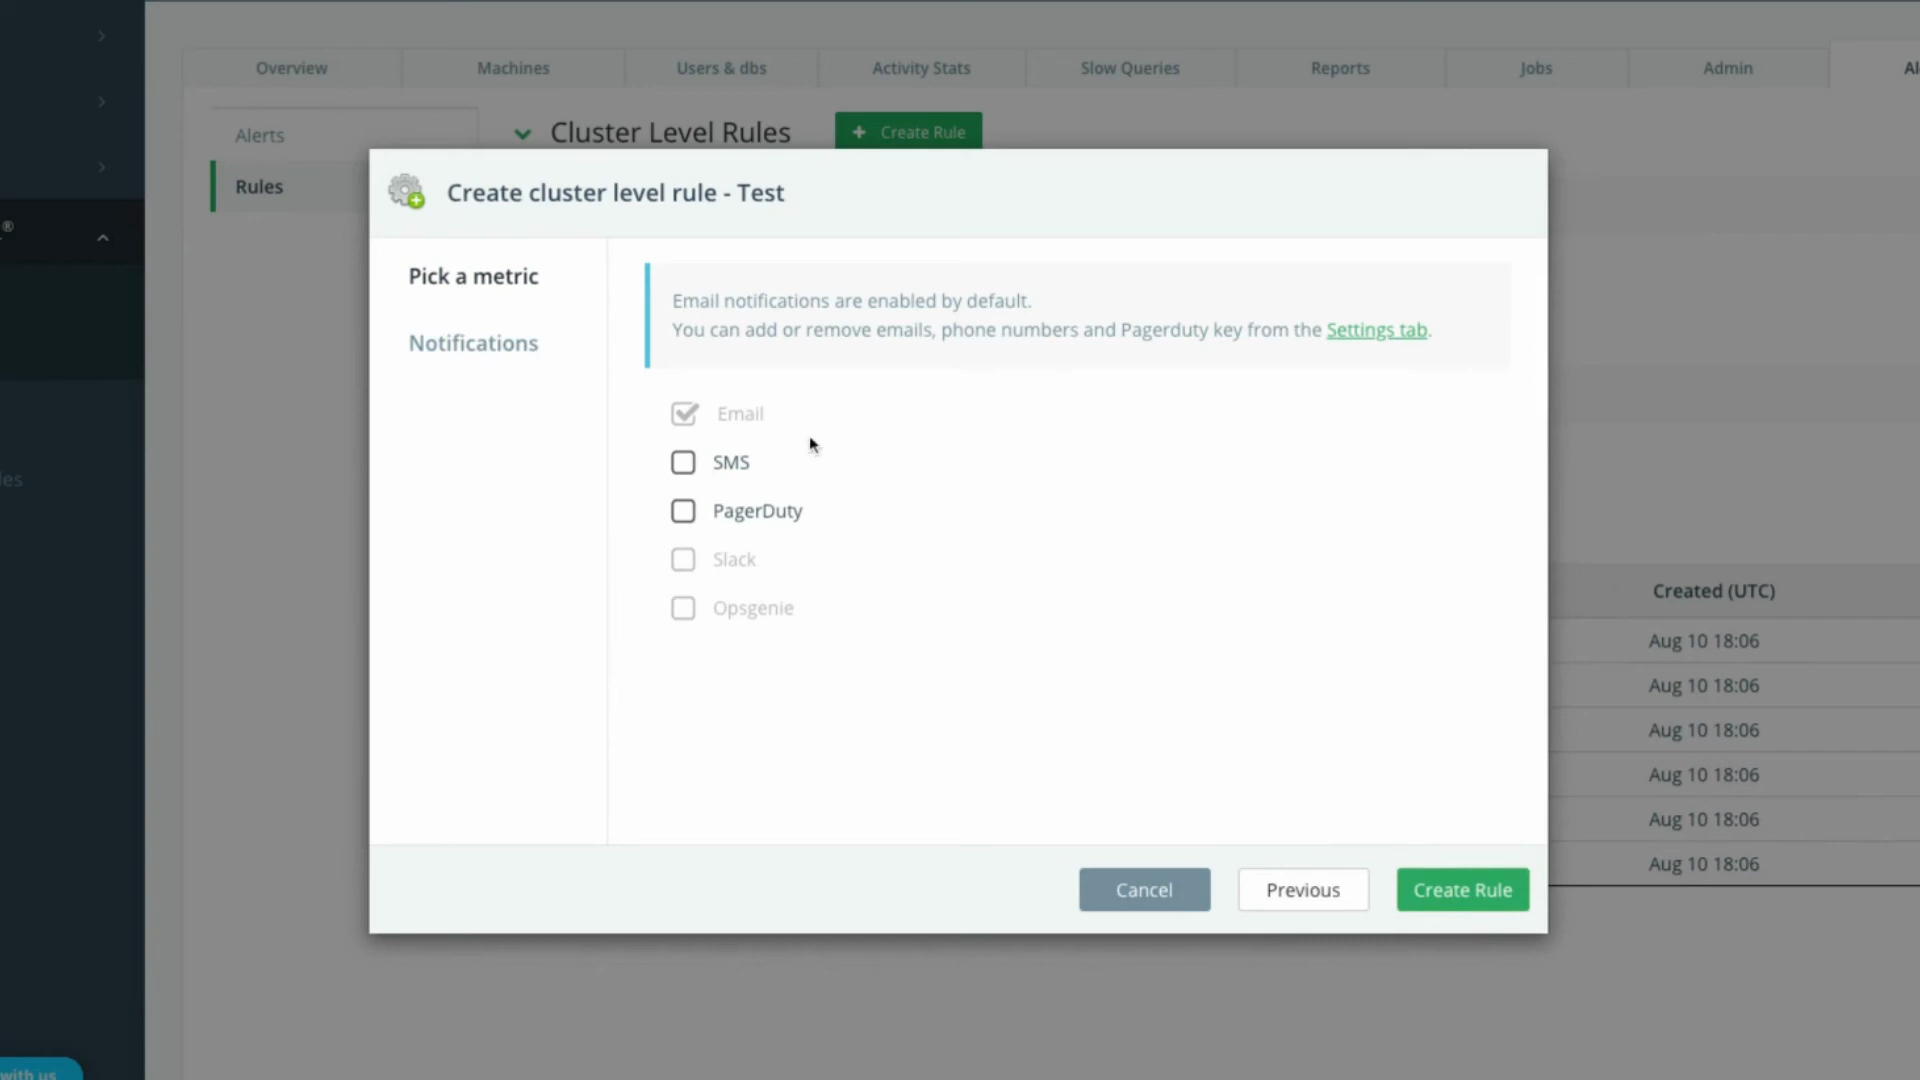 Overview
Machines
Users & dbs
Activity Stats
Slow Queries
Reports
Jobs
Admin
Alerts
Cluster Level Rules
+ Create Rule
Rules
®
Create cluster level rule - Test
Pick a metric
Notifications
Email notifications are enabled by default.
You can add or remove emails, phone numbers and Pagerduty key from the Settings tab.
Email
SMS
PagerDuty
Slack
Opsgenie
Created (UTC)
Aug 10 18:06
Aug 10 18:06
Aug 10 18:06
Aug 10 18:06
Aug 10 18:06
Aug 10 18:06
Cancel
Previous
Create Rule
with us